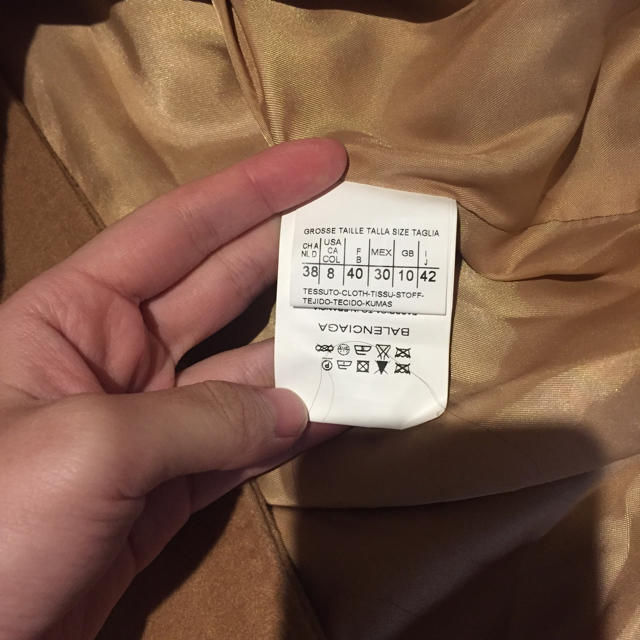 GROSSE TAILLE TALLA SIZE TAGLIA
CH A NL D USA CA COL F B MEX GB I J
38 8 40 30 10 42
TESSUTO-CLOTH-TISSU-STOFF-
TEJIDO-TECIDO-KUMAS
BALENCIAGA